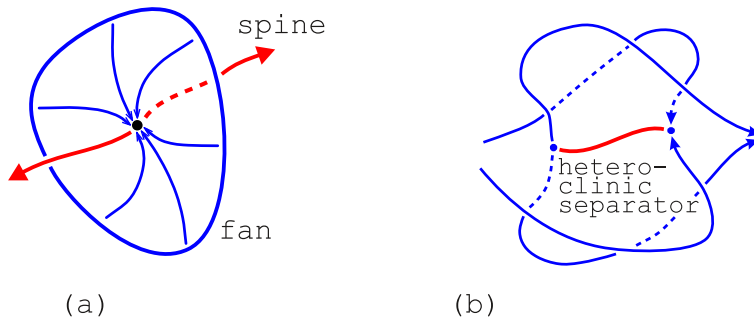 spine
fan
hetero-
clinic
separator
(a)
(b)